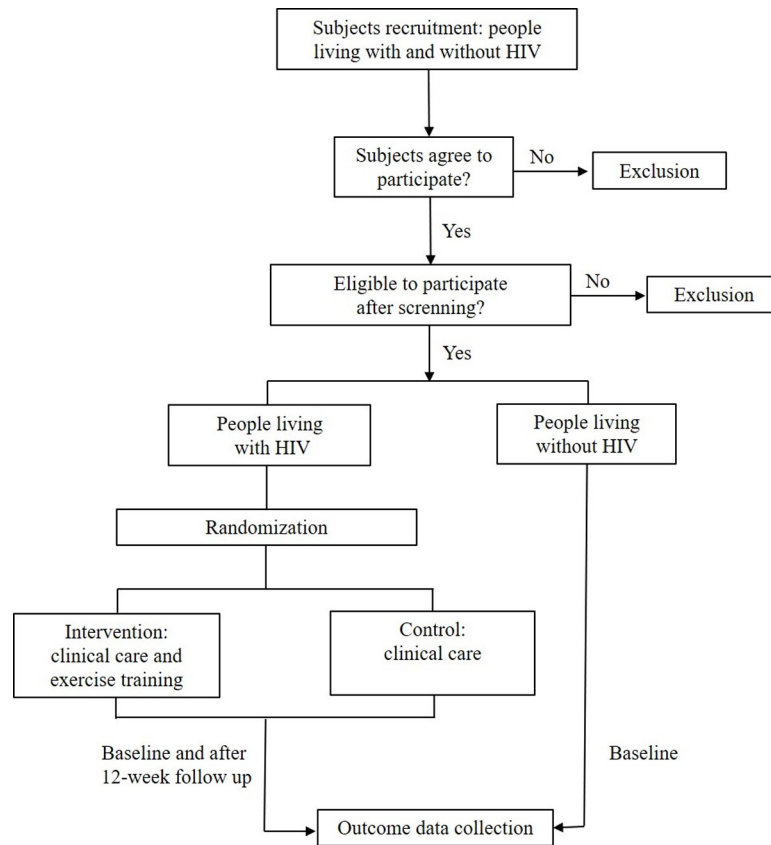 Subjects recruitment: people
living with and without HIV
Subjects agree to
participate?
No
Exclusion
Yes
Eligible to participate
after screnning?
No
Exclusion
Yes
People living
with HIV
People living
without HIV
Randomization
Intervention:
clinical care and
exercise training
Control:
clinical care
Baseline and after
12-week follow up
Baseline
Outcome data collection